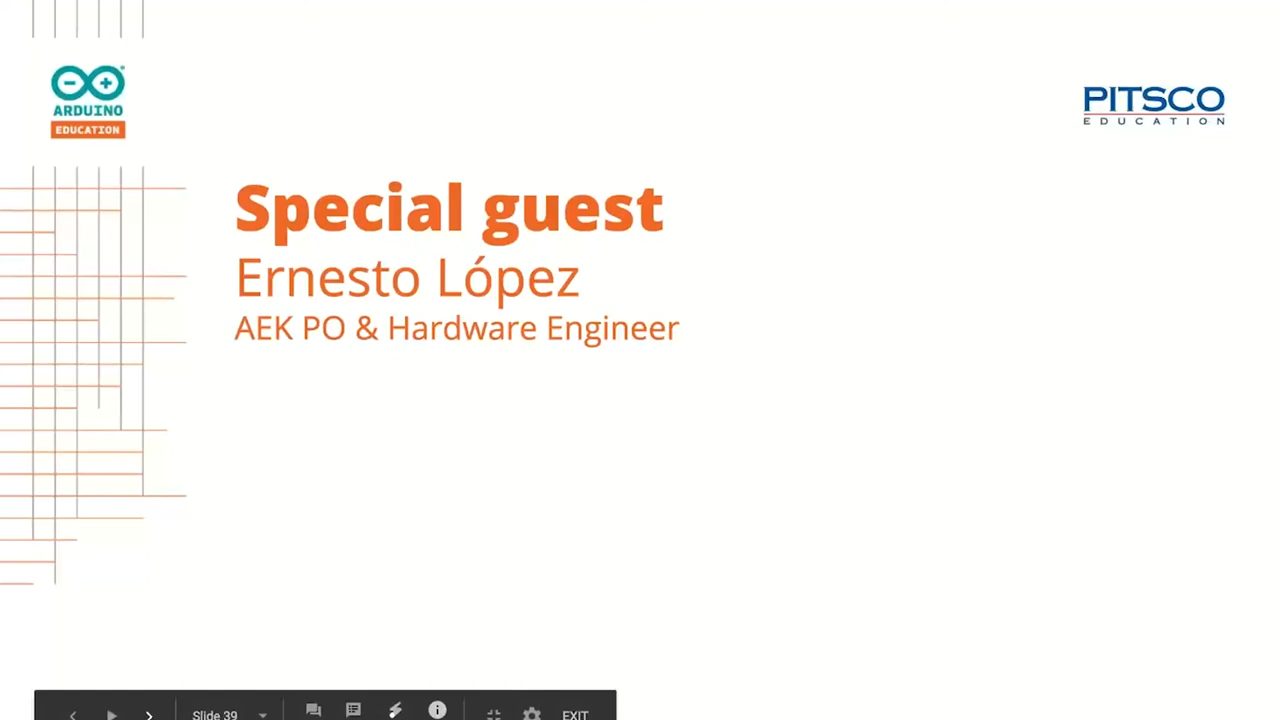 ARDUINO
EDUCATION
PITSCO
EDUCATION
Special guest
Ernesto López
AEK PO & Hardware Engineer
Slide 39
EXIT